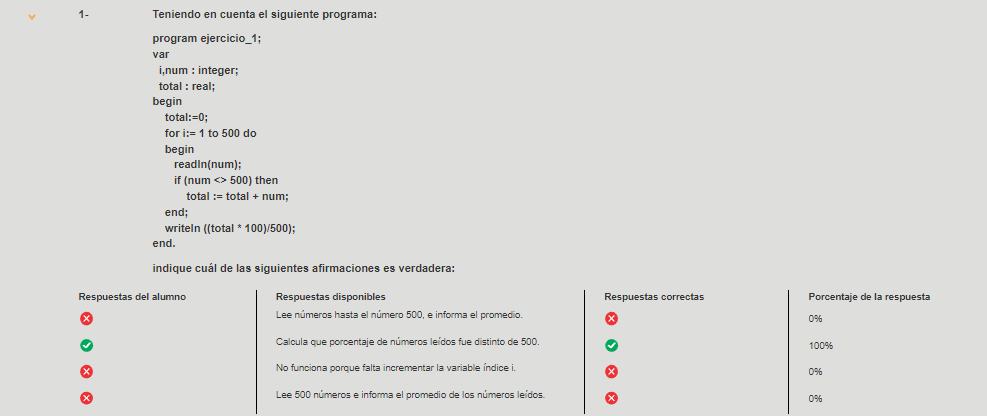 1- Teniendo en cuenta el siguiente programa:
program ejercicio_1;
var
i,num : integer;
total : real;
begin
total:=0;
for i:= 1 to 500 do
begin
readln(num);
if (num <> 500) then
total := total + num;
end;
writeln ((total * 100)/500);
end.
indique cuál de las siguientes afirmaciones es verdadera:
Respuestas del alumno Respuestas disponibles Respuestas correctas Porcentaje de la respuesta
Lee números hasta el número 500, e informa el promedio. 0%
Calcula que porcentaje de números leídos fue distinto de 500. 100%
No funciona porque falta incrementar la variable índice i. 0%
Lee 500 números e informa el promedio de los números leídos. 0%